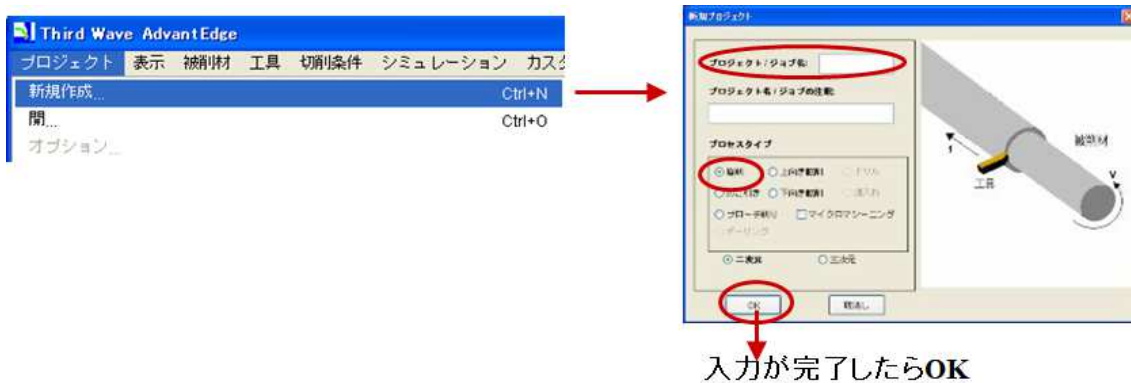 Third Wave AdvantEdge
プロジェクト 表示 被削材 工具 切削条件 シミュレーション カスタ
新規作成... Ctrl+N
開... Ctrl+O
オプション...
新規プロジェクト
プロジェクト/ジョブ名:
プロジェクト名/ジョブの注釈:
プロセスタイプ
旋削 上向き截削 ドリル
のこ引き 下向き截削
ブローチ削り マイクロマシーニング
ボーリング
二次元 三次元
OK 取消し
被削材
工具
f
V
入力が完了したらOK